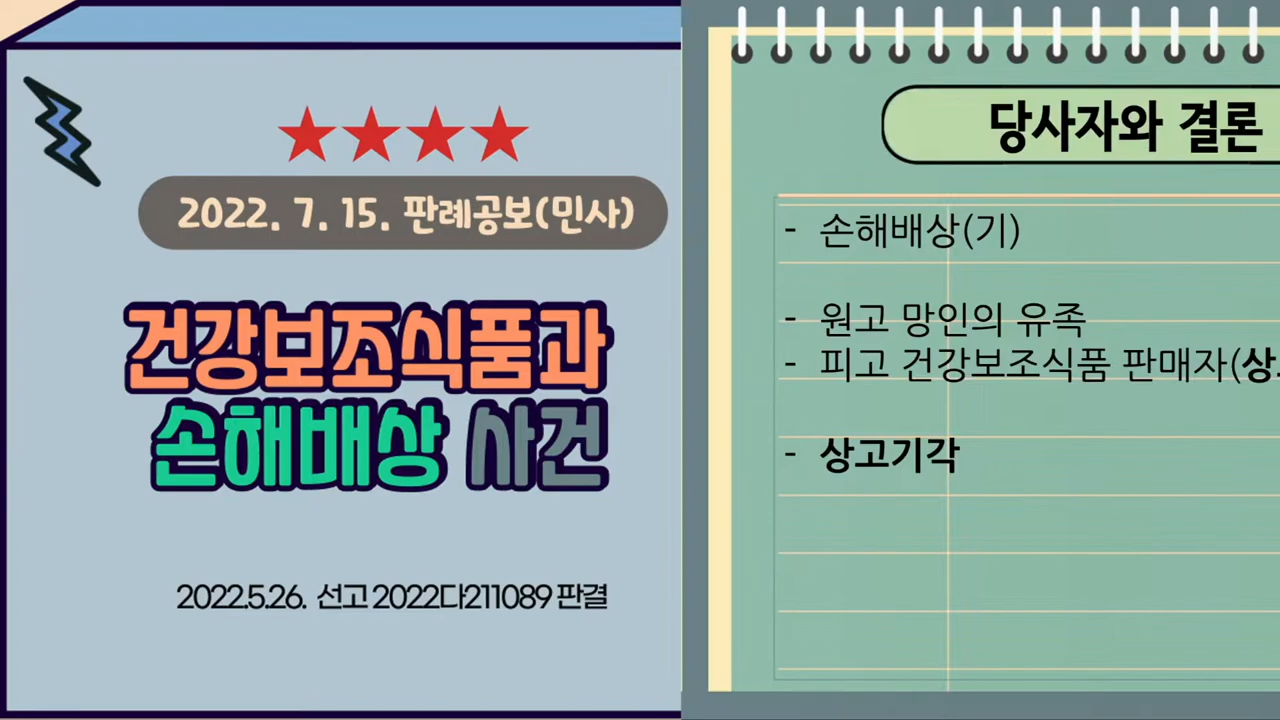 2022. 7. 15. 판례공보(민사)
건강보조식품과
손해배상 사건
2022.5.26. 선고 2022다211089 판결
당사자와 결론
- 손해배상(기)
- 원고 망인의 유족
- 피고 건강보조식품 판매자(상
- 상고기각